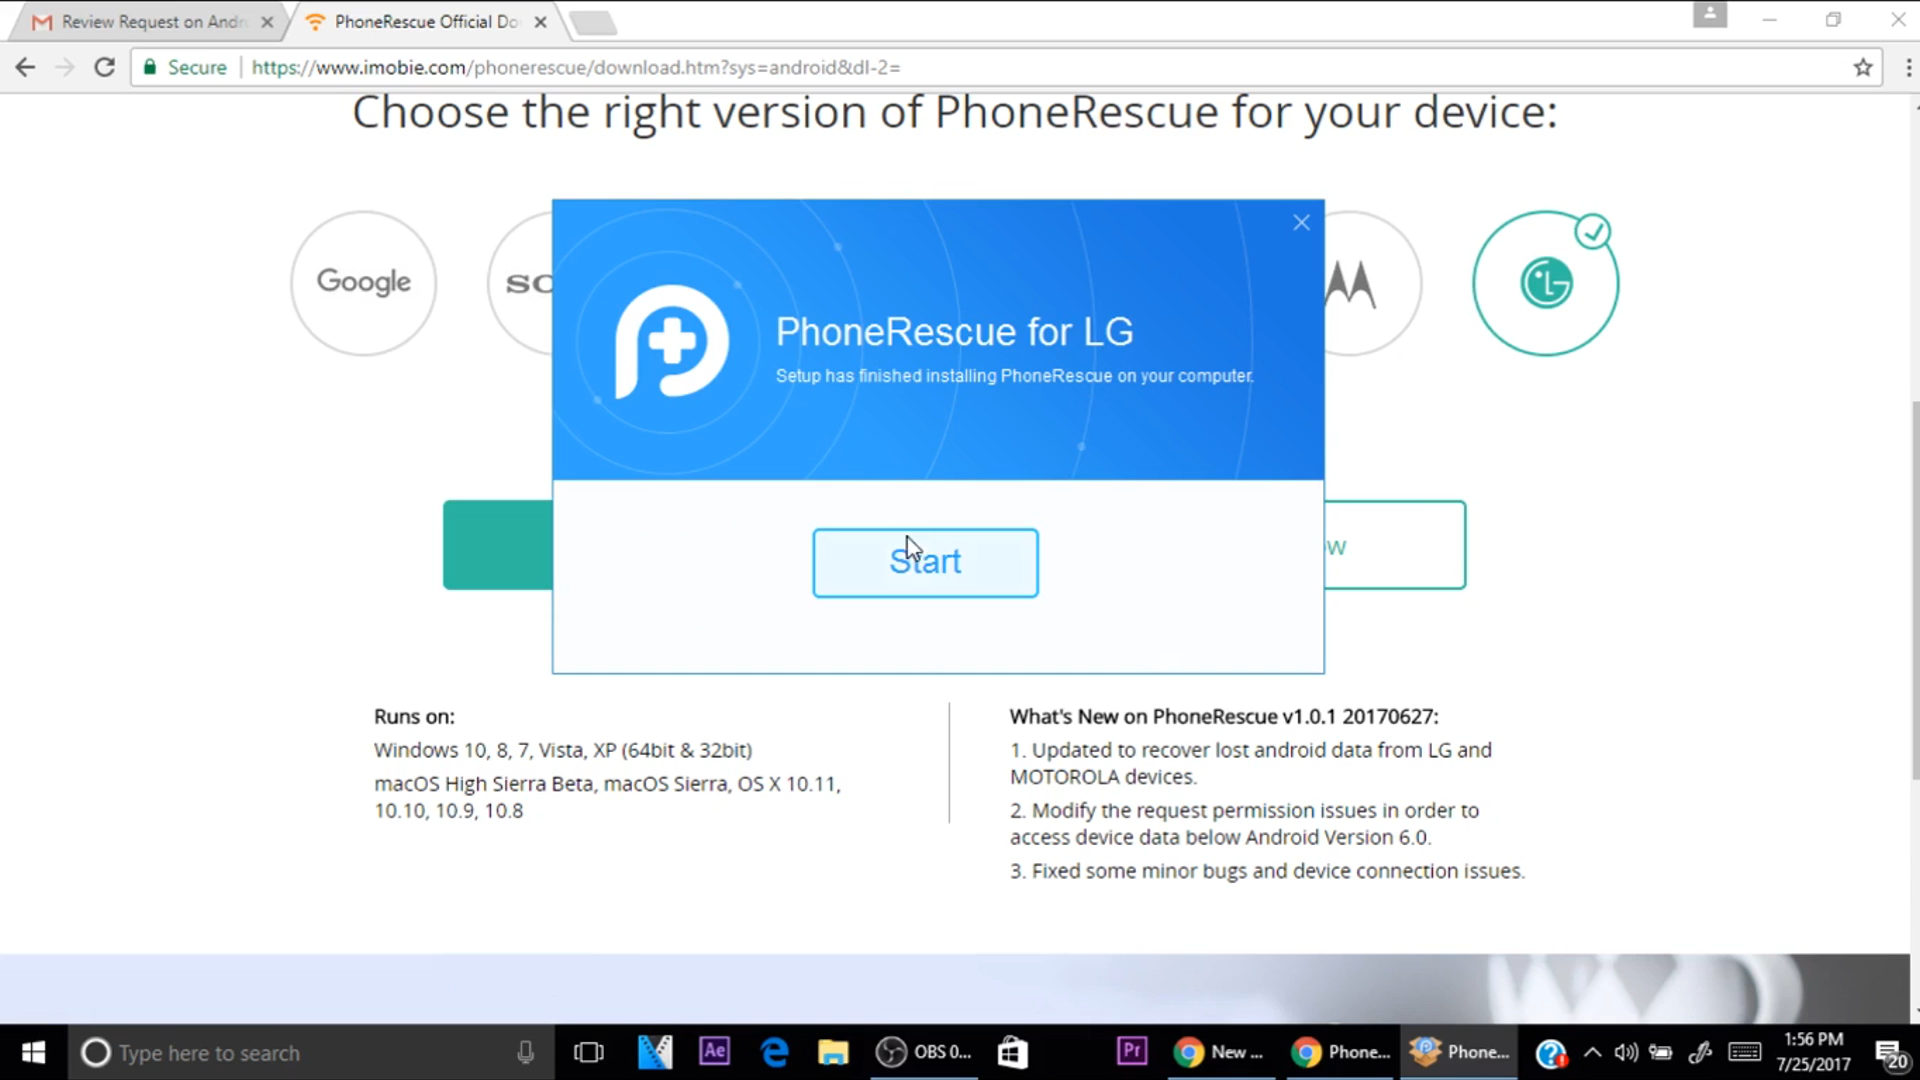 Review Request on Andr
PhoneRescue Official Do
Secure
https://www.imobie.com/phonerescue/download.htm?sys=android&dl-2=
Choose the right version of PhoneRescue for your device:
Google
SO
LG
PhoneRescue for LG
Setup has finished installing PhoneRescue on your computer.
Start
ow
Runs on:
Windows 10, 8, 7, Vista, XP (64bit & 32bit)
macOS High Sierra Beta, macOS Sierra, OS X 10.11,
10.10, 10.9, 10.8
What's New on PhoneRescue v1.0.1 20170627:
1. Updated to recover lost android data from LG and
MOTOROLA devices.
2. Modify the request permission issues in order to
access device data below Android Version 6.0.
3. Fixed some minor bugs and device connection issues.
Type here to search
Ae
OBS 0...
Pr
New ...
Phone...
Phone...
1:56 PM
7/25/2017
20